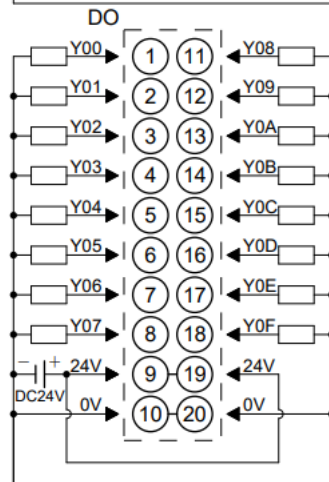 DO
Y00 1 11 Y08
Y01 2 12 Y09
Y02 3 13 Y0A
Y03 4 14 Y0B
Y04 5 15 Y0C
Y05 6 16 Y0D
Y06 7 17 Y0E
Y07 8 18 Y0F
− + 24V 9 19 24V
DC24V
0V 10 20 0V